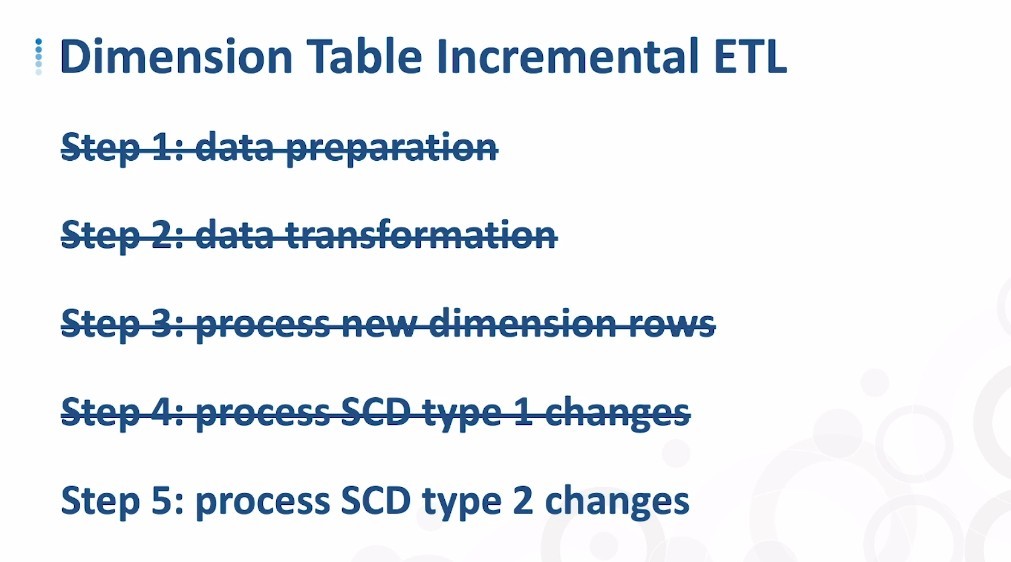 Dimension Table Incremental ETL
Step 1: data preparation
Step 2: data transformation
Step 3: process new dimension rows
Step 4: process SCD type 1 changes
Step 5: process SCD type 2 changes